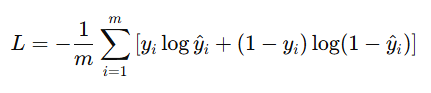 L = -\frac{1}{m} \sum_{i=1}^{m} [y_i \log \hat{y}_i + (1 - y_i) \log(1 - \hat{y}_i)]